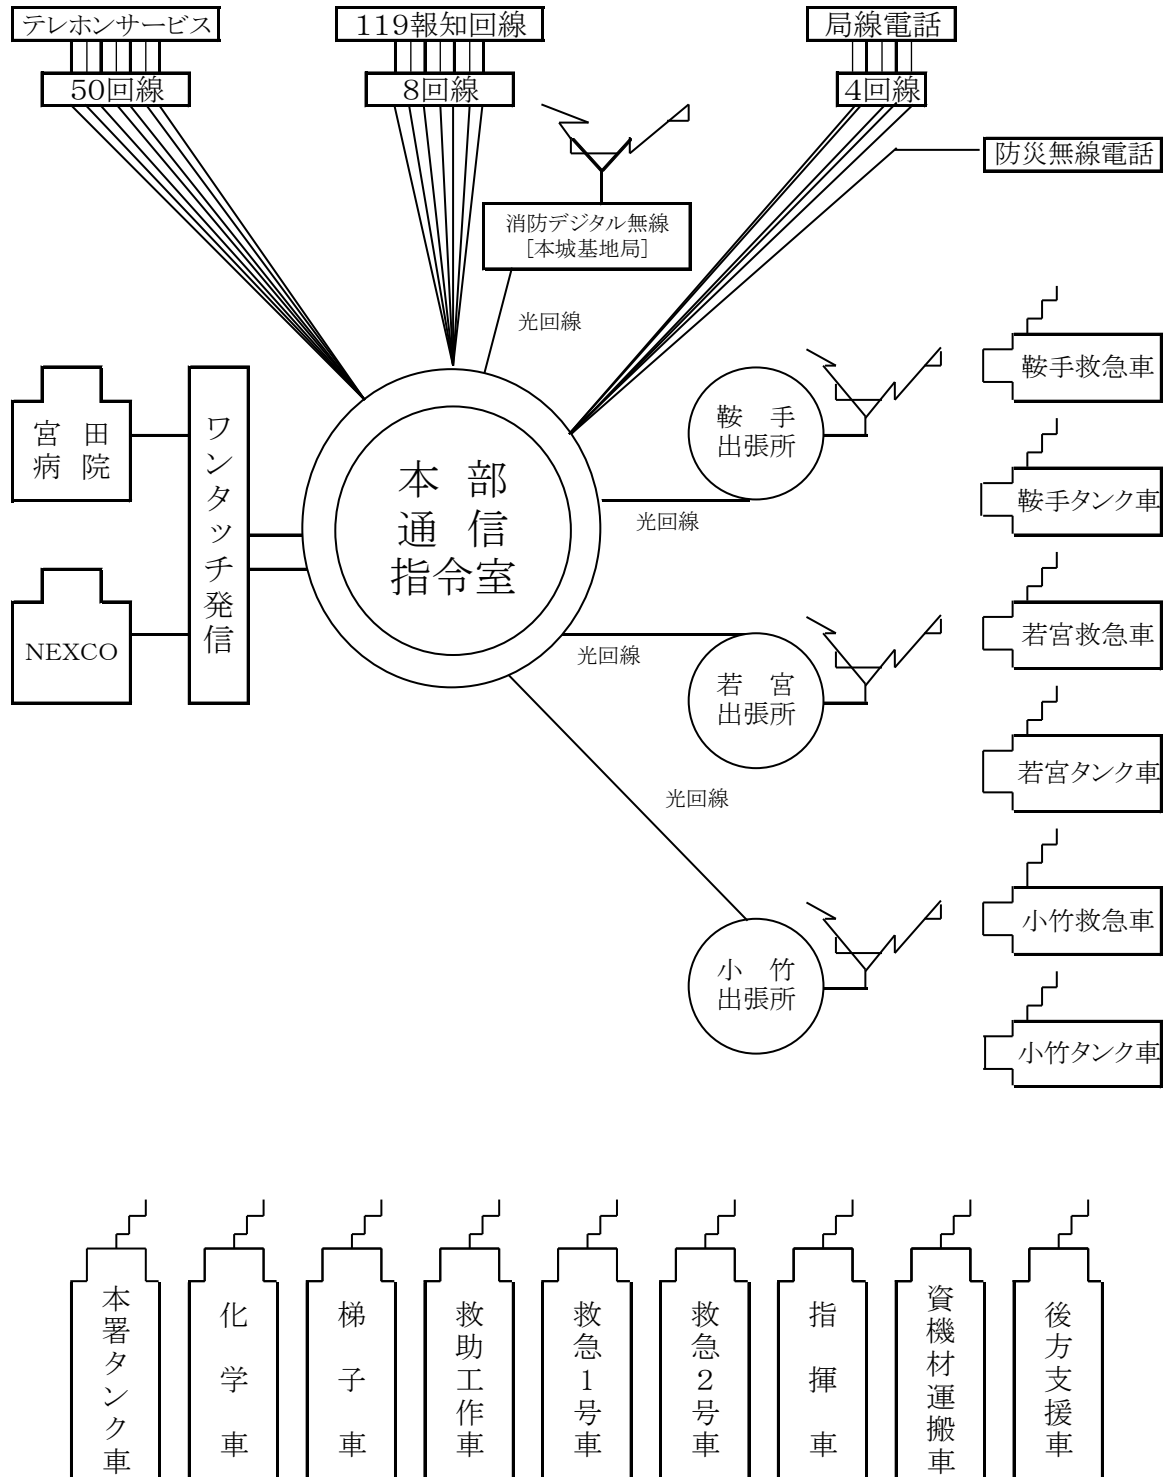 テレホンサービス
119報知回線
局線電話
50回線
8回線
4回線
防災無線電話
消防デジタル無線
[本城基地局]
光回線
鞍手救急車
鞍 手
出張所
宮 田
病 院
ワンタッチ発信
本 部
通 信
指令室
鞍手タンク車
光回線
若宮救急車
NEXCO
光回線
若 宮
出張所
若宮タンク車
光回線
小竹救急車
小 竹
出張所
小竹タンク車
本署タンク車
化学車
梯子車
救助工作車
救急1号車
救急2号車
指揮車
資機材運搬車
後方支援車